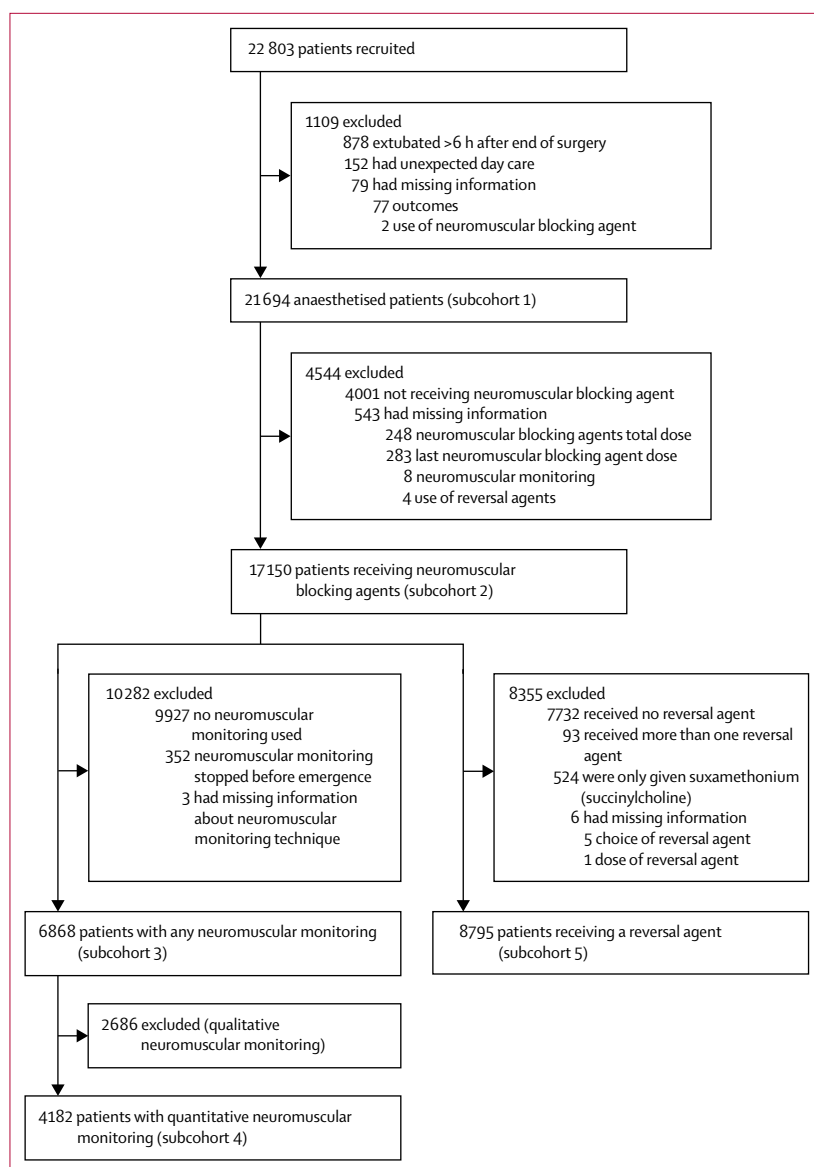 22 803 patients recruited
1109 excluded
878 extubated >6 h after end of surgery
152 had unexpected day care
79 had missing information
77 outcomes
2 use of neuromuscular blocking agent
21 694 anaesthetised patients (subcohort 1)
4544 excluded
4001 not receiving neuromuscular blocking agent
543 had missing information
248 neuromuscular blocking agents total dose
283 last neuromuscular blocking agent dose
8 neuromuscular monitoring
4 use of reversal agents
17 150 patients receiving neuromuscular
blocking agents (subcohort 2)
10 282 excluded
9927 no neuromuscular
monitoring used
352 neuromuscular monitoring
stopped before emergence
3 had missing information
about neuromuscular
monitoring technique
8355 excluded
7732 received no reversal agent
93 received more than one reversal
agent
524 were only given suxamethonium
(succinylcholine)
6 had missing information
5 choice of reversal agent
1 dose of reversal agent
6868 patients with any neuromuscular monitoring
(subcohort 3)
8795 patients receiving a reversal agent
(subcohort 5)
2686 excluded (qualitative
neuromuscular monitoring)
4182 patients with quantitative neuromuscular
monitoring (subcohort 4)